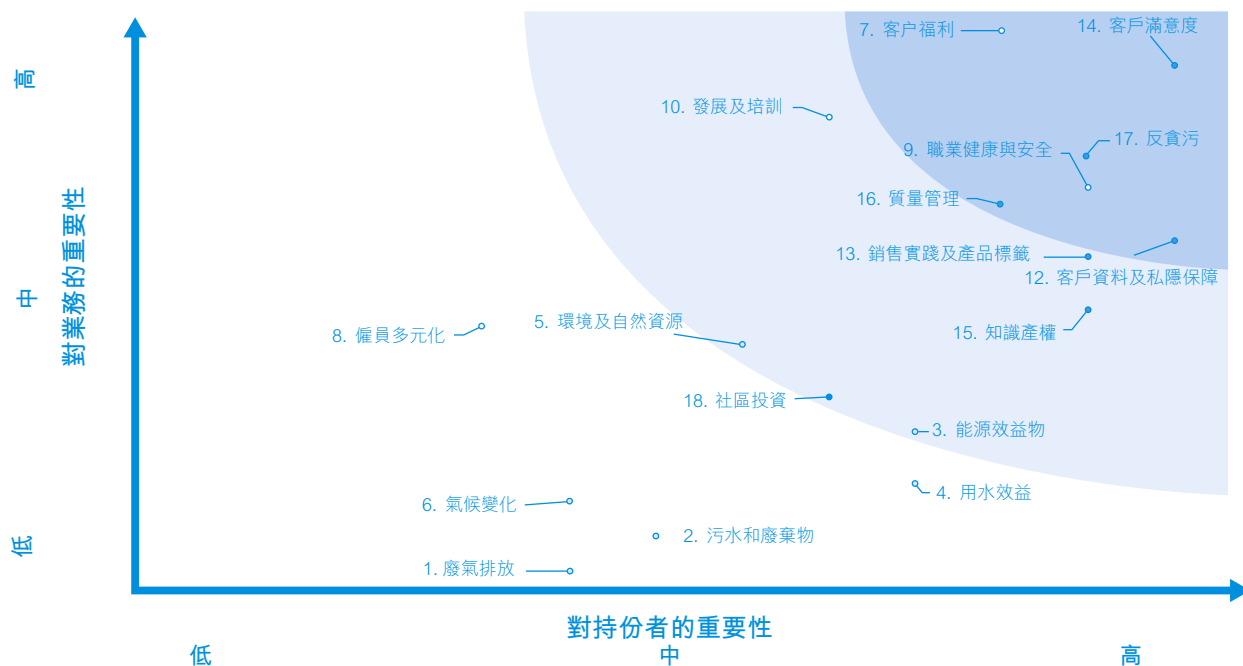 高
中
低
對業務的重要性
7. 客户福利
14. 客戶滿意度
10. 發展及培訓
17. 反貪污
9. 職業健康與安全
16. 質量管理
13. 銷售實踐及產品標籤
12. 客戶資料及私隱保障
8. 僱員多元化
5. 環境及自然資源
15. 知識產權
18. 社區投資
3. 能源效益物
6. 氣候變化
4. 用水效益
2. 污水和廢棄物
1. 廢氣排放
對持份者的重要性
低
中
高